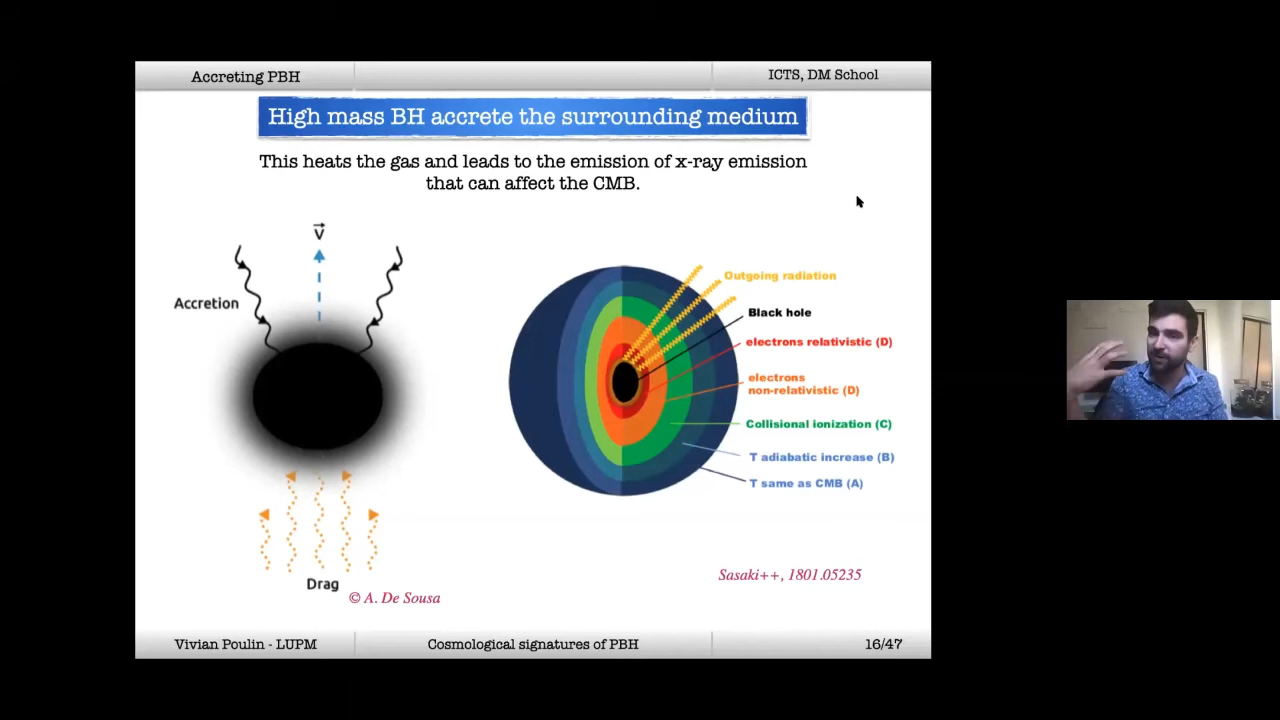 Accreting PBH
ICTS, DM School
High mass BH accrete the surrounding medium
This heats the gas and leads to the emission of x-ray emission
that can affect the CMB.
V
Accretion
Drag
© A. De Sousa
Outgoing radiation
Black hole
electrons relativistic (D)
electrons
non-relativistic (D)
Collisional ionization (C)
T adiabatic increase (B)
T same as CMB (A)
Sasaki++, 1801.05235
Vivian Poulin - LUPM
Cosmological signatures of PBH
16/47